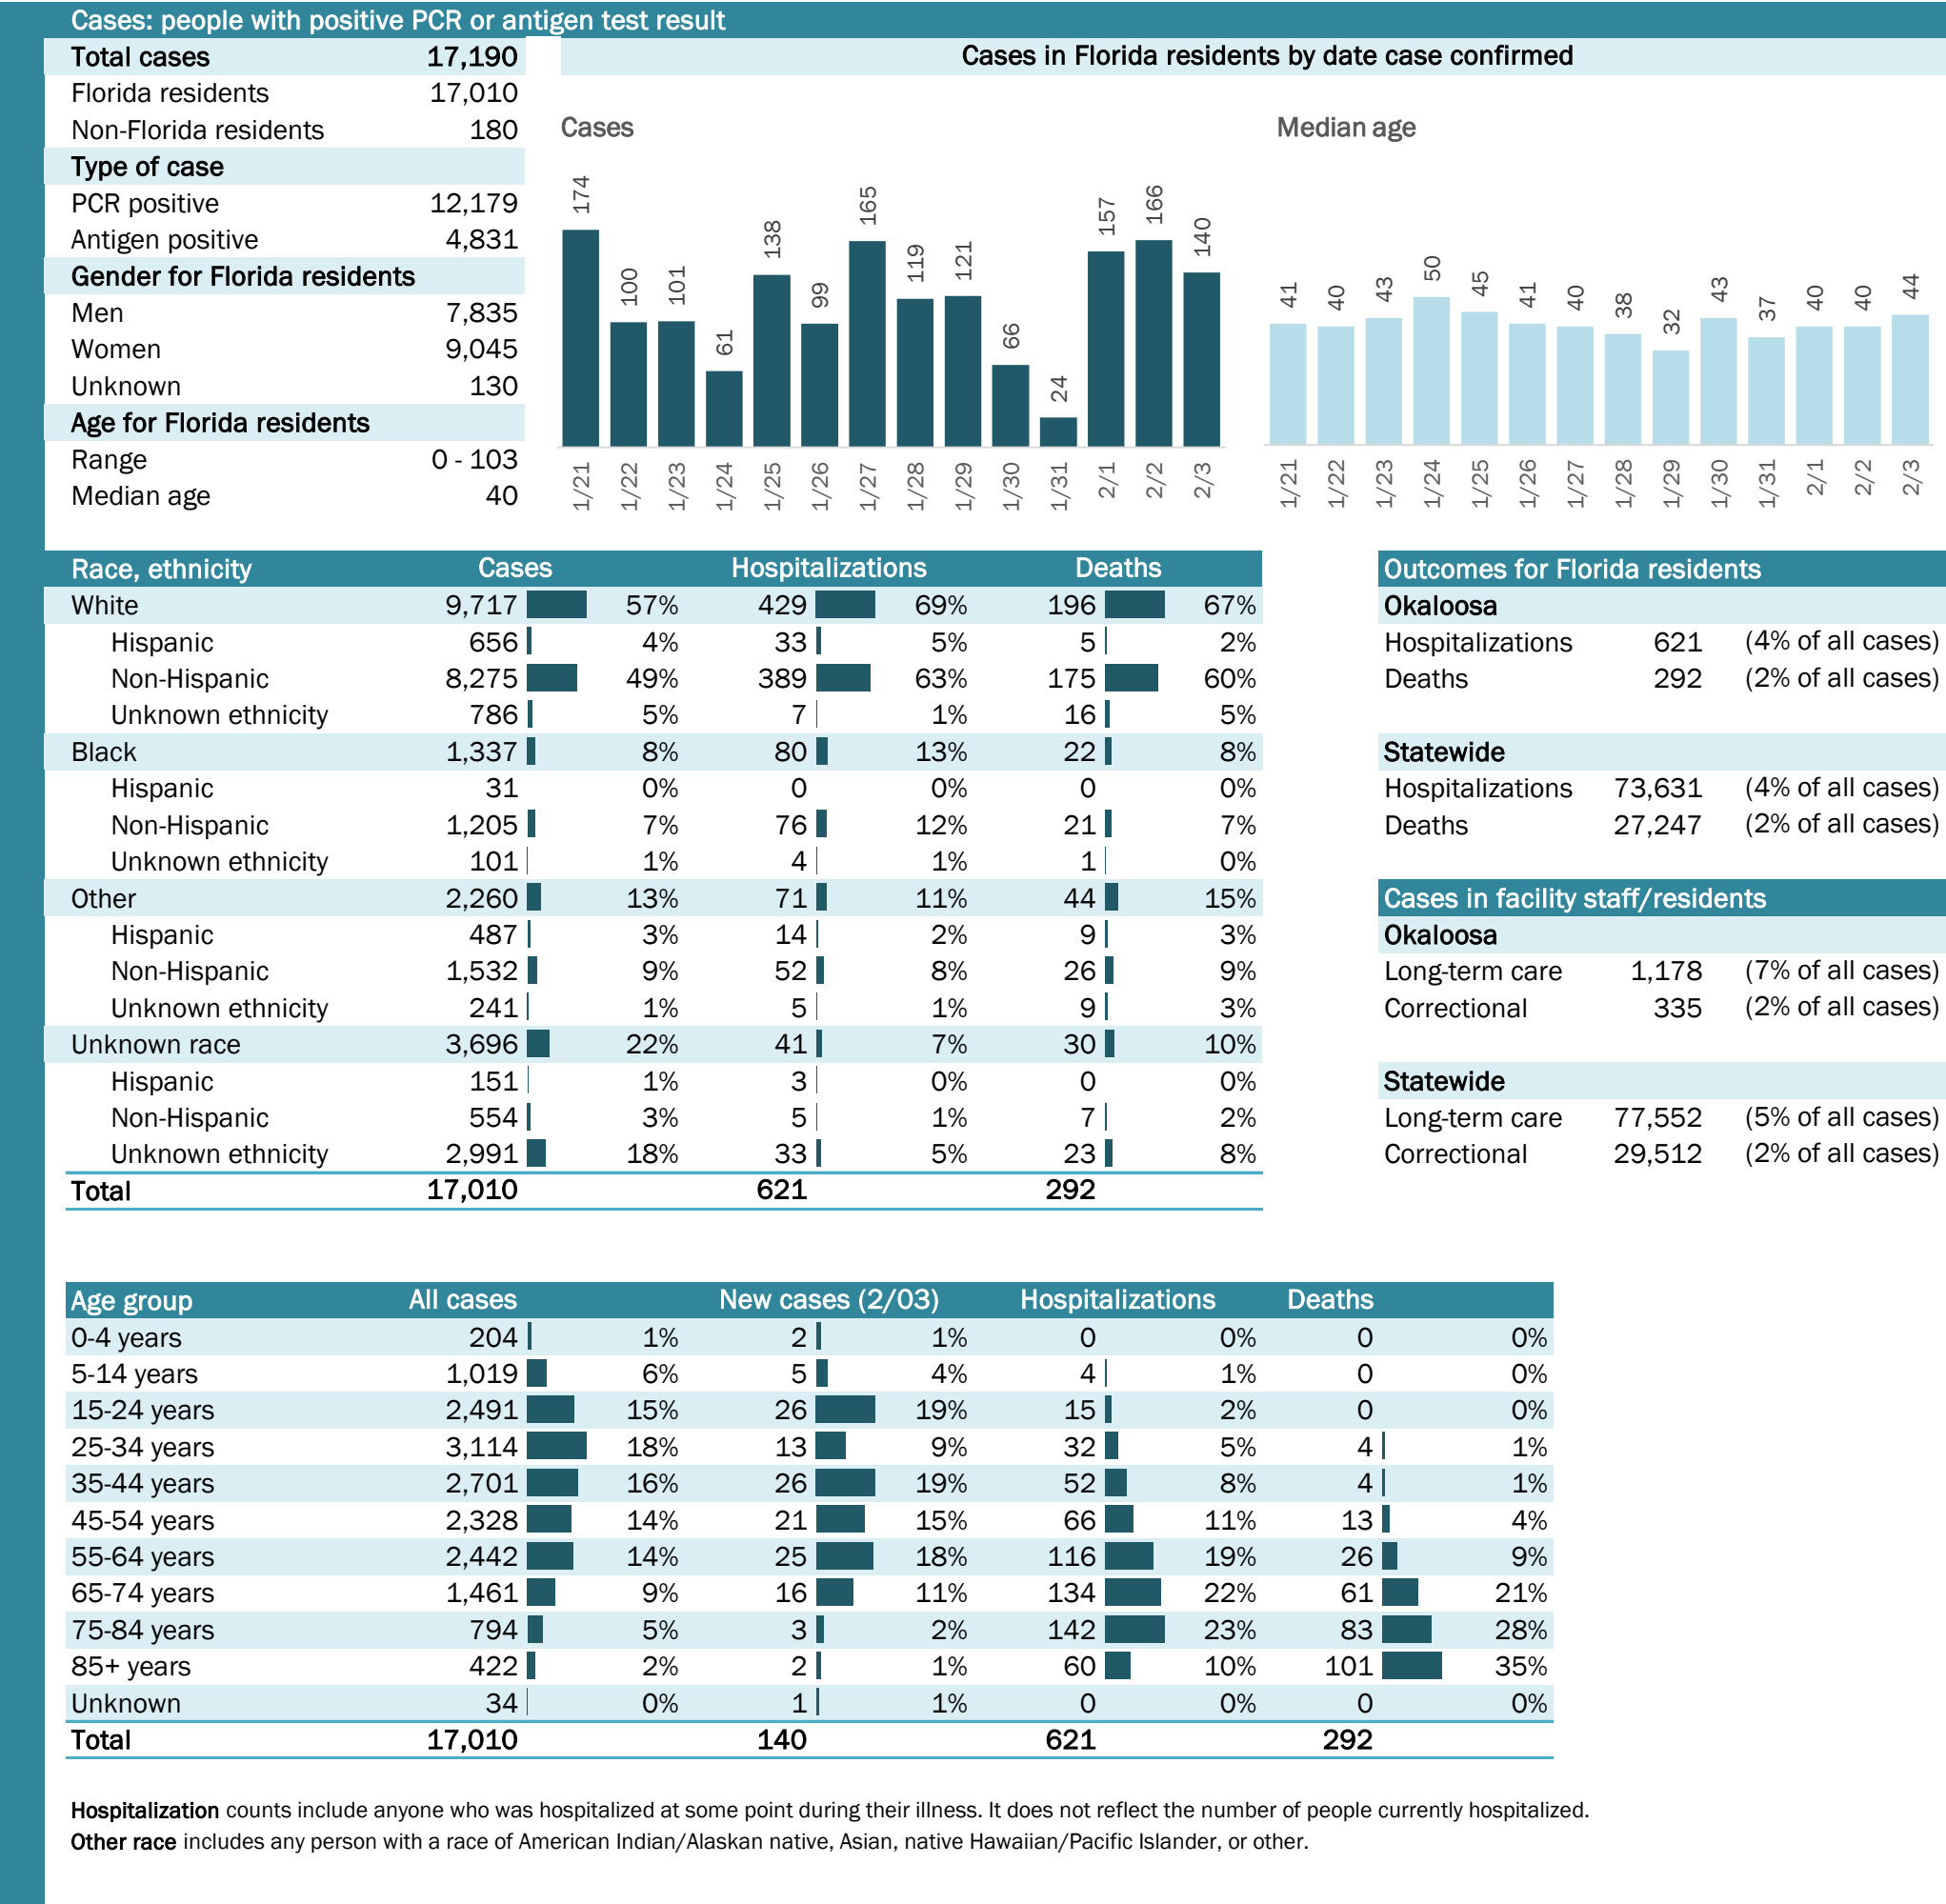 Cases: people with positive PCR or antigen test result
Total cases 17,190
Florida residents 17,010
Non-Florida residents 180
Type of case
PCR positive 12,179
Antigen positive 4,831
Gender for Florida residents
Men 7,835
Women 9,045
Unknown 130
Age for Florida residents
Range 0 - 103
Median age 40
Cases in Florida residents by date case confirmed
Cases
174 100 101 61 138 99 165 119 121 66 24 157 166 140
1/21 1/22 1/23 1/24 1/25 1/26 1/27 1/28 1/29 1/30 1/31 2/1 2/2 2/3
Median age
41 40 43 50 45 41 40 38 32 43 37 40 40 44
1/21 1/22 1/23 1/24 1/25 1/26 1/27 1/28 1/29 1/30 1/31 2/1 2/2 2/3
Race, ethnicity Cases Hospitalizations Deaths
White 9,717 57% 429 69% 196 67%
Hispanic 656 4% 33 5% 5 2%
Non-Hispanic 8,275 49% 389 63% 175 60%
Unknown ethnicity 786 5% 7 1% 16 5%
Black 1,337 8% 80 13% 22 8%
Hispanic 31 0% 0 0% 0 0%
Non-Hispanic 1,205 7% 76 12% 21 7%
Unknown ethnicity 101 1% 4 1% 1 0%
Other 2,260 13% 71 11% 44 15%
Hispanic 487 3% 14 2% 9 3%
Non-Hispanic 1,532 9% 52 8% 26 9%
Unknown ethnicity 241 1% 5 1% 9 3%
Unknown race 3,696 22% 41 7% 30 10%
Hispanic 151 1% 3 0% 0 0%
Non-Hispanic 554 3% 5 1% 7 2%
Unknown ethnicity 2,991 18% 33 5% 23 8%
Total 17,010 621 292
Outcomes for Florida residents
Okaloosa
Hospitalizations 621 (4% of all cases)
Deaths 292 (2% of all cases)
Statewide
Hospitalizations 73,631 (4% of all cases)
Deaths 27,247 (2% of all cases)
Cases in facility staff/residents
Okaloosa
Long-term care 1,178 (7% of all cases)
Correctional 335 (2% of all cases)
Statewide
Long-term care 77,552 (5% of all cases)
Correctional 29,512 (2% of all cases)
Age group All cases New cases (2/03) Hospitalizations Deaths
0-4 years 204 1% 2 1% 0 0% 0 0%
5-14 years 1,019 6% 5 4% 4 1% 0 0%
15-24 years 2,491 15% 26 19% 15 2% 0 0%
25-34 years 3,114 18% 13 9% 32 5% 4 1%
35-44 years 2,701 16% 26 19% 52 8% 4 1%
45-54 years 2,328 14% 21 15% 66 11% 13 4%
55-64 years 2,442 14% 25 18% 116 19% 26 9%
65-74 years 1,461 9% 16 11% 134 22% 61 21%
75-84 years 794 5% 3 2% 142 23% 83 28%
85+ years 422 2% 2 1% 60 10% 101 35%
Unknown 34 0% 1 1% 0 0% 0 0%
Total 17,010 140 621 292
Hospitalization counts include anyone who was hospitalized at some point during their illness. It does not reflect the number of people currently hospitalized.
Other race includes any person with a race of American Indian/Alaskan native, Asian, native Hawaiian/Pacific Islander, or other.